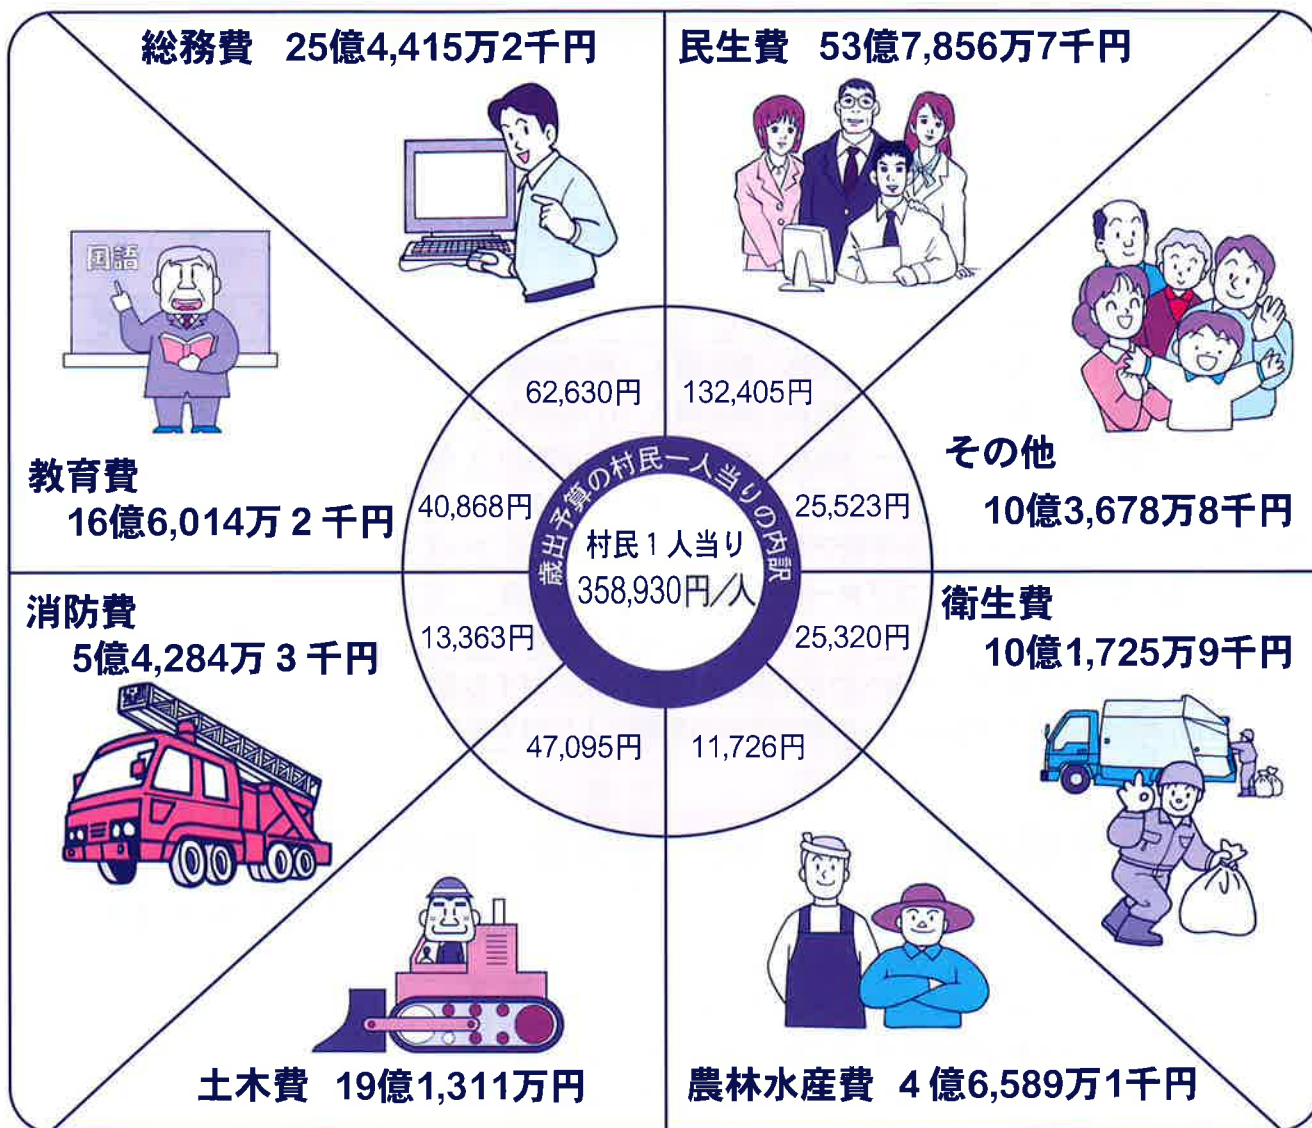 総務費 25億4,415万2千円
民生費 53億7,856万7千円
国語
62,630円
132,405円
教育費
16億6,014万2千円
40,868円
その他
10億3,678万8千円
25,523円
歳出予算の村民一人当りの内訳
村民1人当り
358,930円/人
消防費
5億4,284万3千円
13,363円
衛生費
10億1,725万9千円
25,320円
47,095円
11,726円
土木費 19億1,311万円
農林水産費 4億6,589万1千円